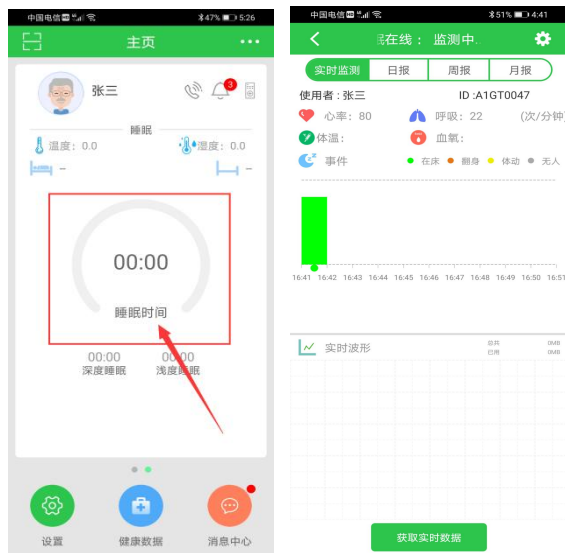 中国电信 47% 5:26
主页
张三
3
睡眠
温度：0.0
湿度：0.0
–
–
00:00
睡眠时间
00:00 00:00
深度睡眠 浅度睡眠
设置 健康数据 消息中心
中国电信 51% 4:41
在线： 监测中.
实时监测 日报 周报 月报
使用者:张三 ID:A1GT0047
心率：80 呼吸：22 (次/分钟)
体温： 血氧：
事件 在床 翻身 体动 无人
16:41 16:42 16:43 16:44 16:45 16:46 16:47 16:48 16:49 16:50 16:51
实时波形
总共 0MB
已用 0MB
获取实时数据